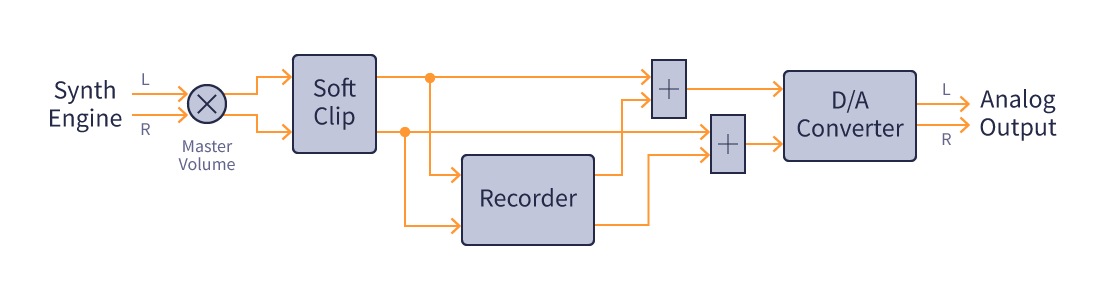 Synth
Engine
L
R
Master
Volume
Soft
Clip
Recorder
+
+
D/A
Converter
L
R
Analog
Output